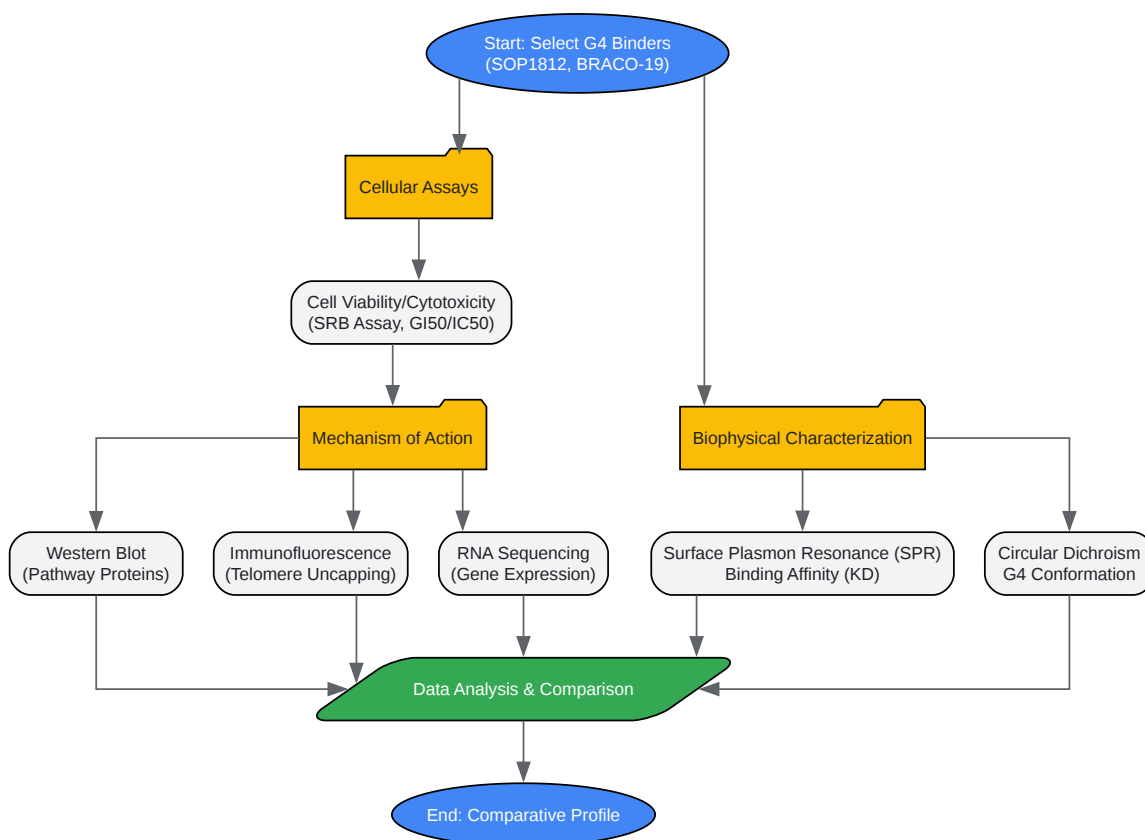 Start: Select G4 Binders
(SOP1812, BRACO-19)
Cellular Assays
Cell Viability/Cytotoxicity
(SRB Assay, GI50/IC50)
Mechanism of Action
Biophysical Characterization
Western Blot
(Pathway Proteins)
Immunofluorescence
(Telomere Uncapping)
RNA Sequencing
(Gene Expression)
Surface Plasmon Resonance (SPR)
Binding Affinity (KD)
Circular Dichroism
G4 Conformation
Data Analysis & Comparison
End: Comparative Profile